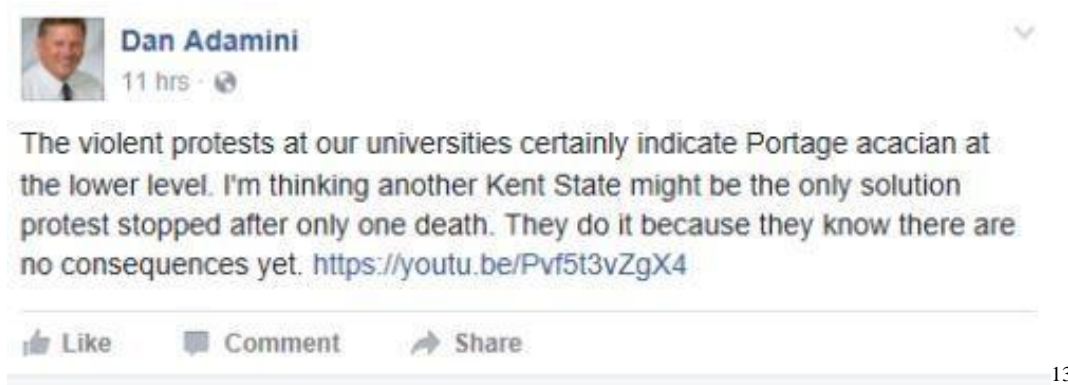 Dan Adamini
11 hrs ·
The violent protests at our universities certainly indicate Portage acacian at
the lower level. I'm thinking another Kent State might be the only solution
protest stopped after only one death. They do it because they know there are
no consequences yet. https://youtu.be/Pvf5t3vZgX4
Like Comment Share
13